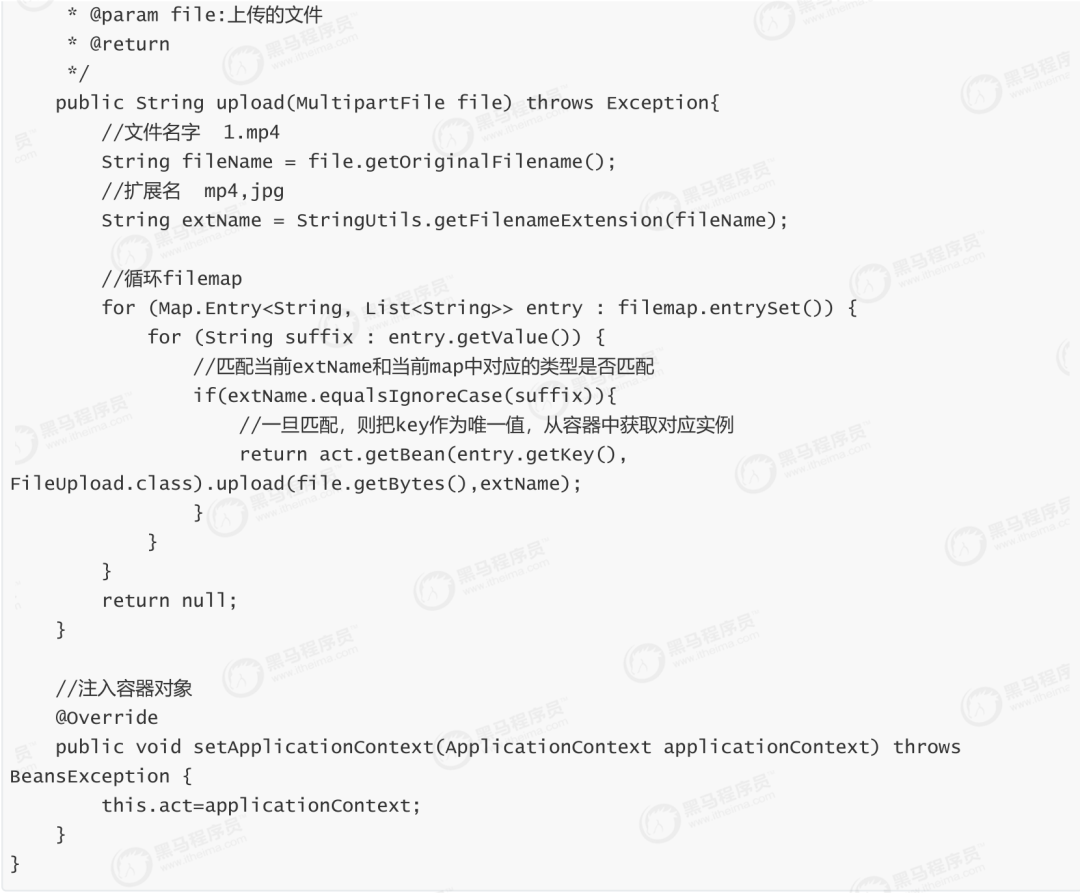 * @param file:上传的文件
     * @return
     */
    public String upload(MultipartFile file) throws Exception{
        //文件名字  1.mp4
        String fileName = file.getOriginalFilename();
        //扩展名  mp4,jpg
        String extName = StringUtils.getFilenameExtension(fileName);

        //循环filemap
        for (Map.Entry<String, List<String>> entry : filemap.entrySet()) {
            for (String suffix : entry.getValue()) {
                //匹配当前extName和当前map中对应的类型是否匹配
                if(extName.equalsIgnoreCase(suffix)){
                    //一旦匹配，则把key作为唯一值，从容器中获取对应实例
                    return act.getBean(entry.getKey(),
FileUpload.class).upload(file.getBytes(),extName);
                }
            }
        }
        return null;
    }

    //注入容器对象
    @Override
    public void setApplicationContext(ApplicationContext applicationContext) throws
BeansException {
        this.act=applicationContext;
    }
}
黑马程序员
www.itheima.com